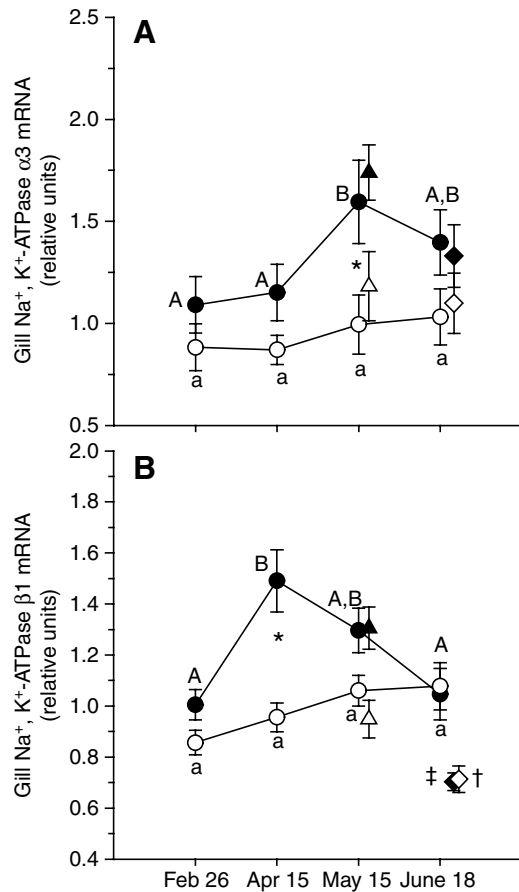 A
Gill Na⁺, K⁺-ATPase α3 mRNA
(relative units)
2.5
2.0
1.5
1.0
0.5
A
A
B
A,B
*
a
a
a
a
B
Gill Na⁺, K⁺-ATPase β1 mRNA
(relative units)
2.0
1.8
1.6
1.4
1.2
1.0
0.8
0.6
0.4
A
B
A,B
A
*
a
a
a
a
‡ †
Feb 26 Apr 15 May 15 June 18